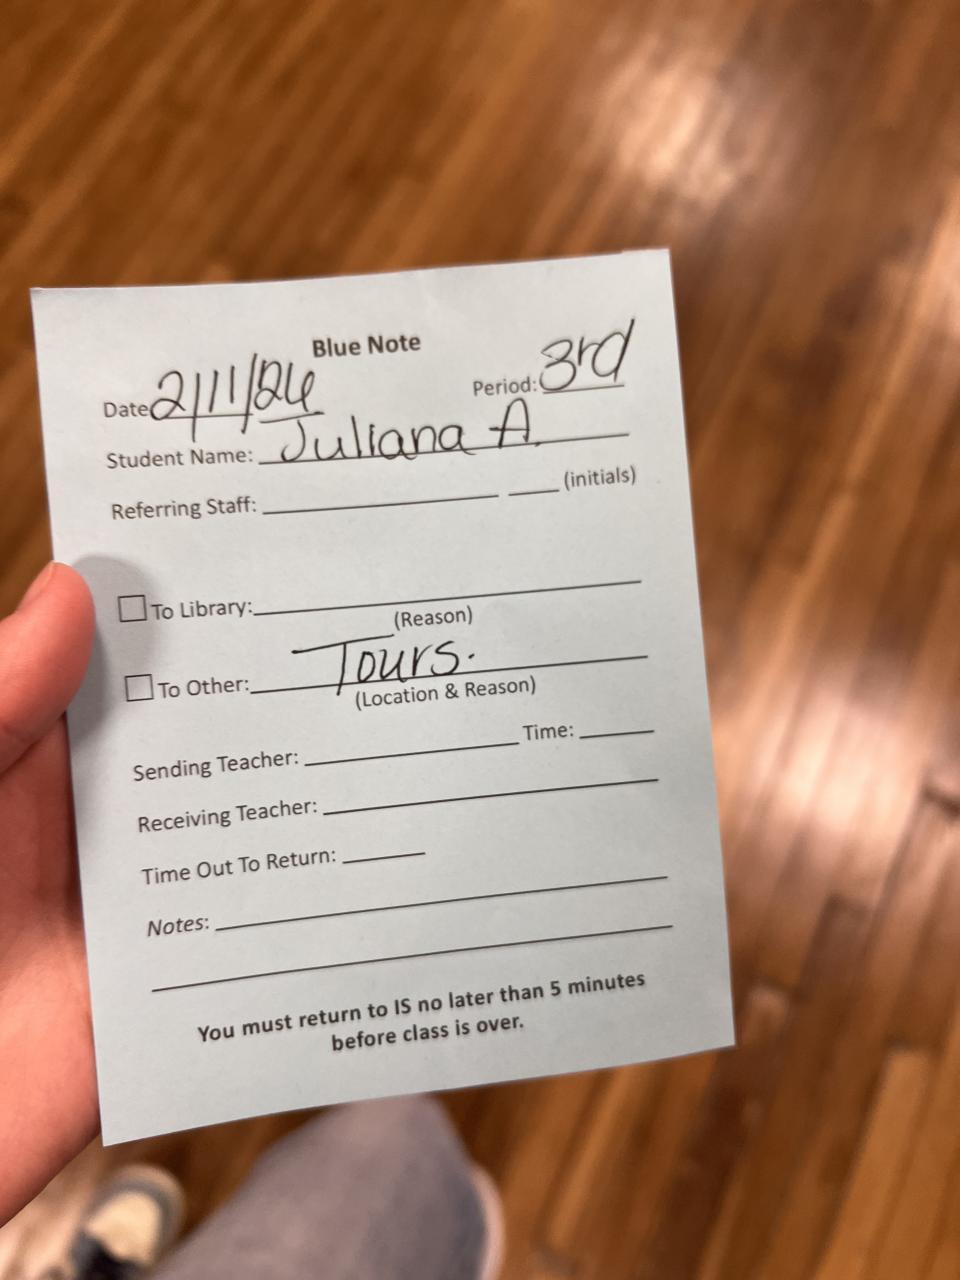 Blue Note
Date 2/11/26 Period: 3rd
Student Name: Juliana A.
Referring Staff: (initials)
To Library:
(Reason)
To Other: Tours.
(Location & Reason)
Sending Teacher: Time:
Receiving Teacher:
Time Out To Return:
Notes:
You must return to IS no later than 5 minutes
before class is over.